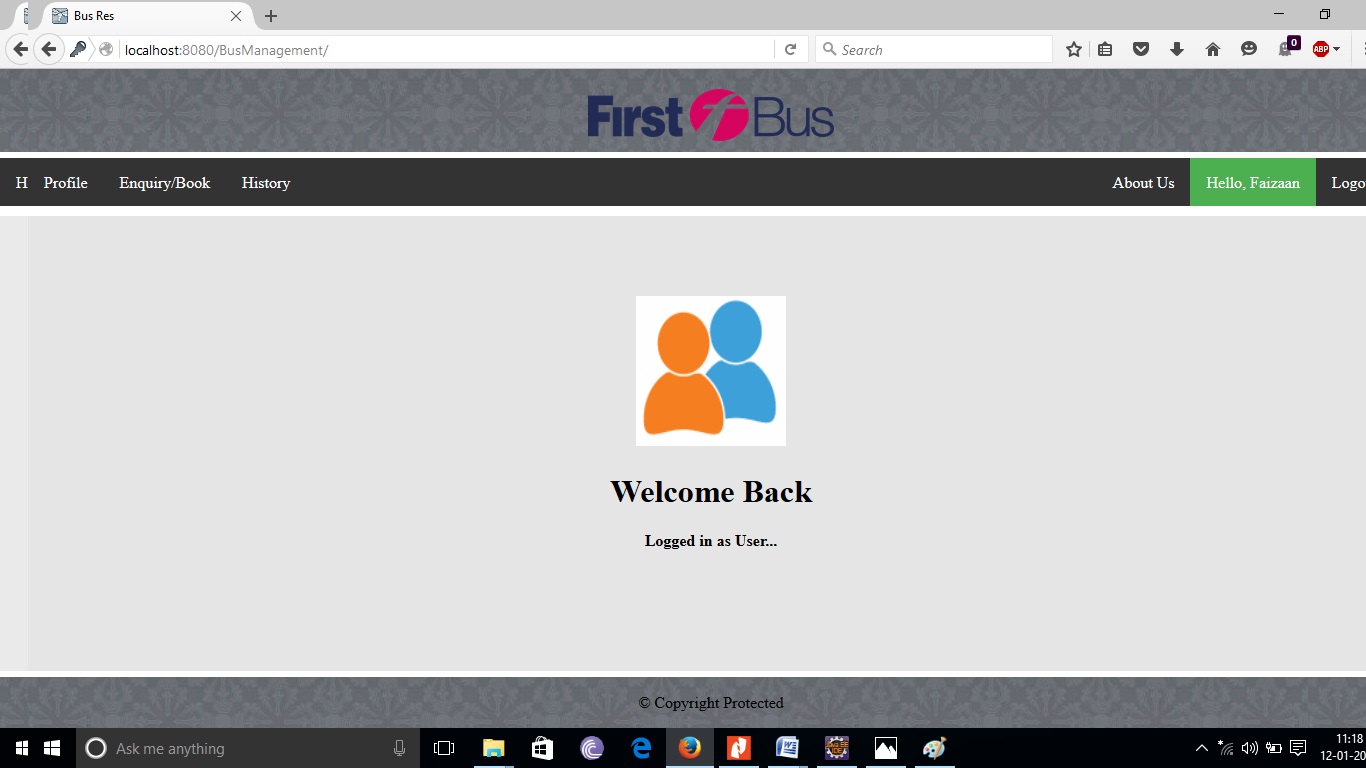 Bus Res
localhost:8080/BusManagement/
Search
0
ABP
First Bus
H Profile Enquiry/Book History About Us Hello, Faizaan Logo
Welcome Back
Logged in as User...
© Copyright Protected
Ask me anything
11:18
12-01-20